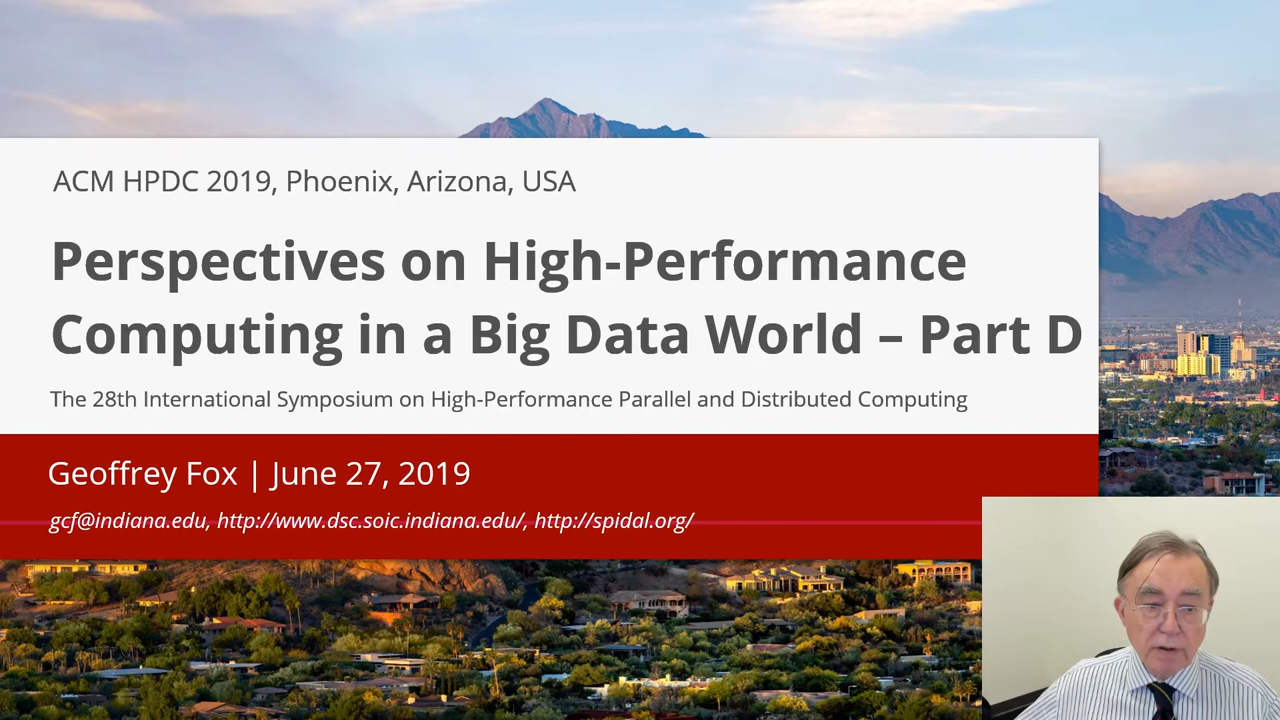 ACM HPDC 2019, Phoenix, Arizona, USA
Perspectives on High-Performance
Computing in a Big Data World – Part D
The 28th International Symposium on High-Performance Parallel and Distributed Computing
Geoffrey Fox | June 27, 2019
gcf@indiana.edu, http://www.dsc.soic.indiana.edu/, http://spidal.org/